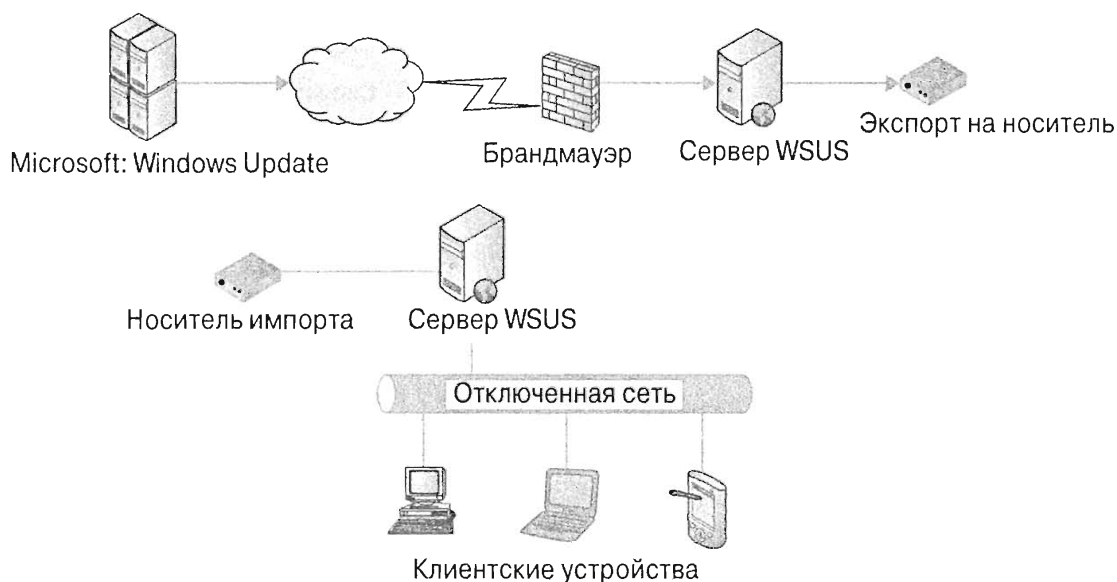 Microsoft: Windows Update
Брандмауэр
Сервер WSUS
Экспорт на носитель
Носитель импорта
Сервер WSUS
Отключенная сеть
Клиентские устройства